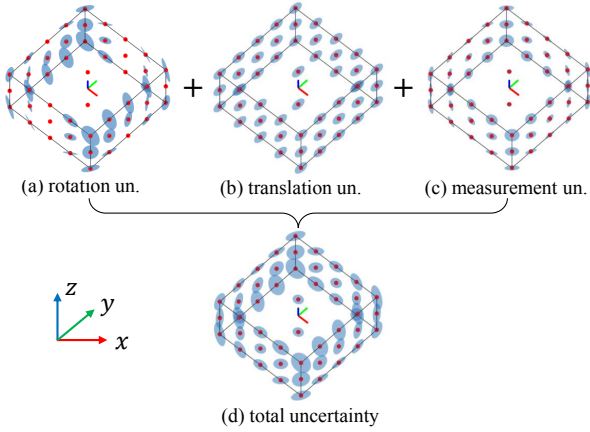 + +
(a) rotation un. (b) translation un. (c) measurement un.
z
y
x
(d) total uncertainty